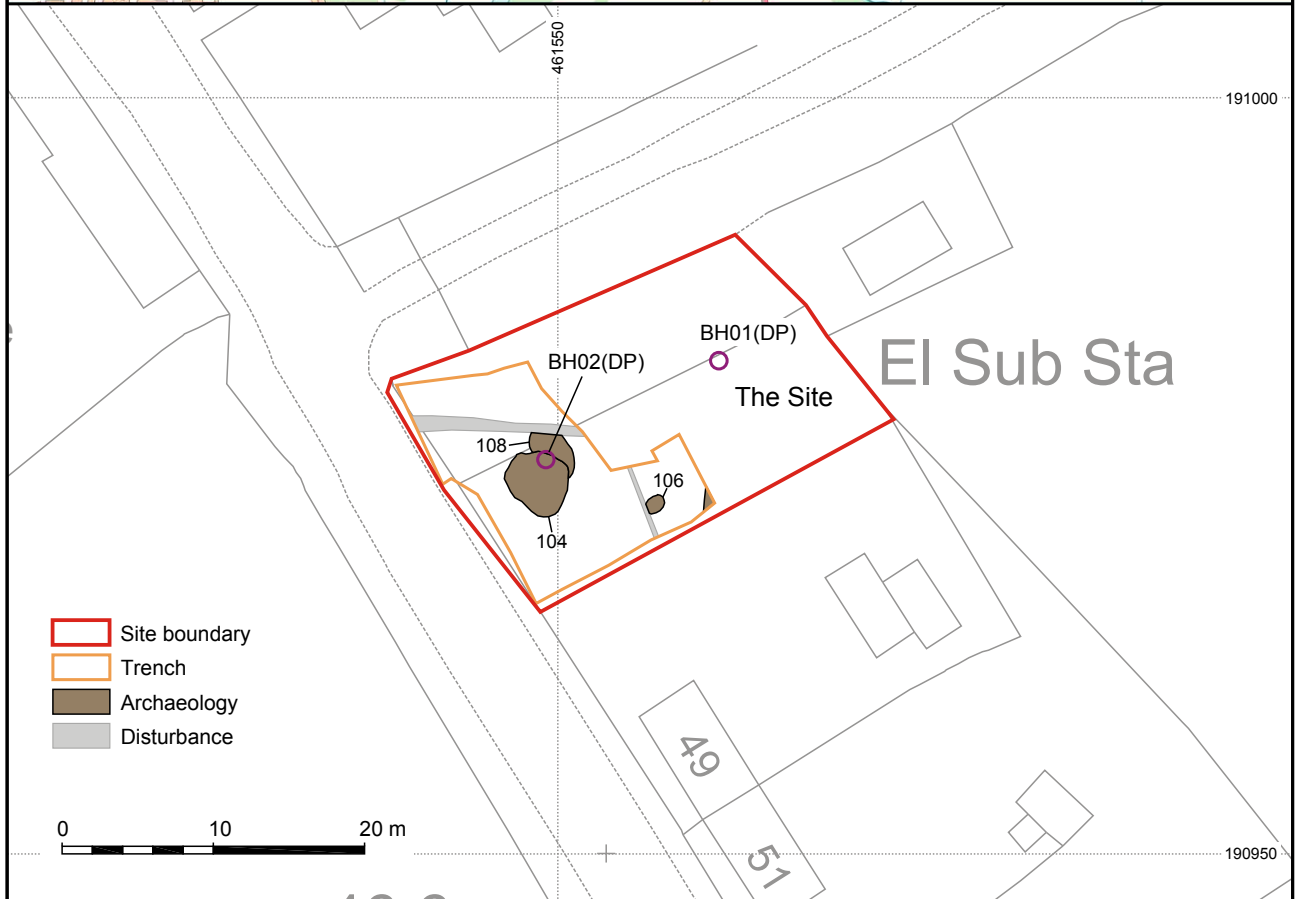 461550
191000
BH01(DP)
El Sub Sta
BH02(DP)
The Site
108
106
104
Site boundary
Trench
Archaeology
Disturbance
49
0 10 20 m
190950
51